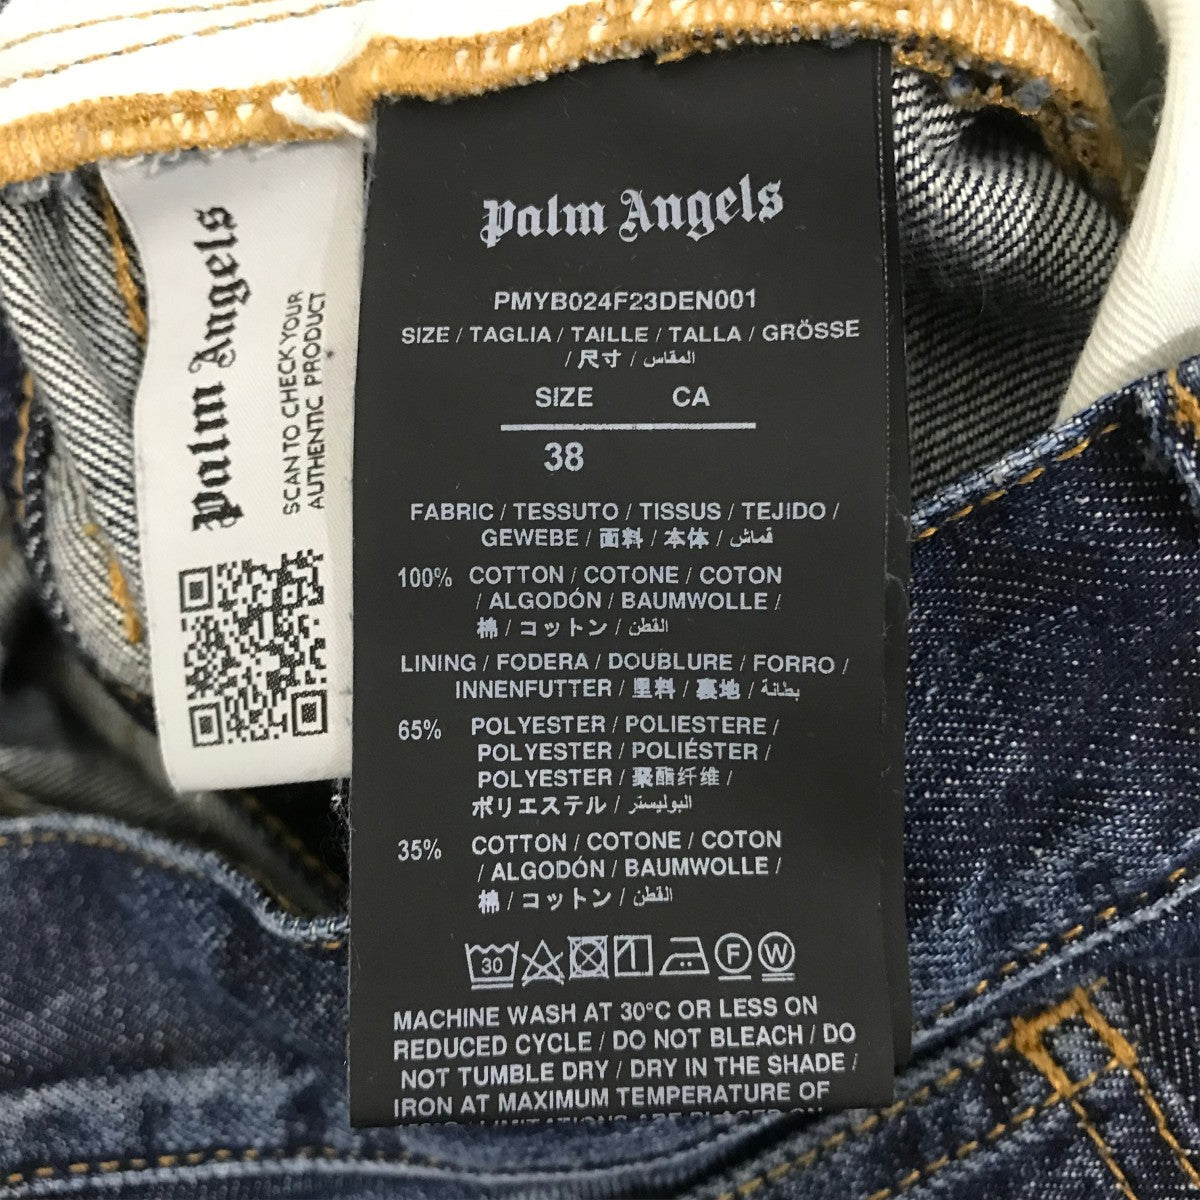 Palm Angels
SCAN TO CHECK YOUR
AUTHENTIC PRODUCT
Palm Angels
PMYB024F23DEN001
SIZE / TAGLIA / TAILLE / TALLA / GRÖSSE
/ 尺寸 / المقاس
SIZE CA
38
FABRIC / TESSUTO / TISSUS / TEJIDO /
GEWEBE / 面料 / 本体 / قماش
100% COTTON / COTONE / COTON
/ ALGODÓN / BAUMWOLLE /
棉 / コットン / القطن
LINING / FODERA / DOUBLURE / FORRO /
INNENFUTTER / 里料 / 裏地 / بطانة
65% POLYESTER / POLIESTERE /
POLYESTER / POLIÉSTER /
POLYESTER / 聚酯纤维 /
ポリエステル / البوليستر
35% COTTON / COTONE / COTON
/ ALGODÓN / BAUMWOLLE /
棉 / コットン / القطن
30 F W
MACHINE WASH AT 30°C OR LESS ON
REDUCED CYCLE / DO NOT BLEACH / DO
NOT TUMBLE DRY / DRY IN THE SHADE /
IRON AT MAXIMUM TEMPERATURE OF
LIMITATIONS ARE PLACED ON